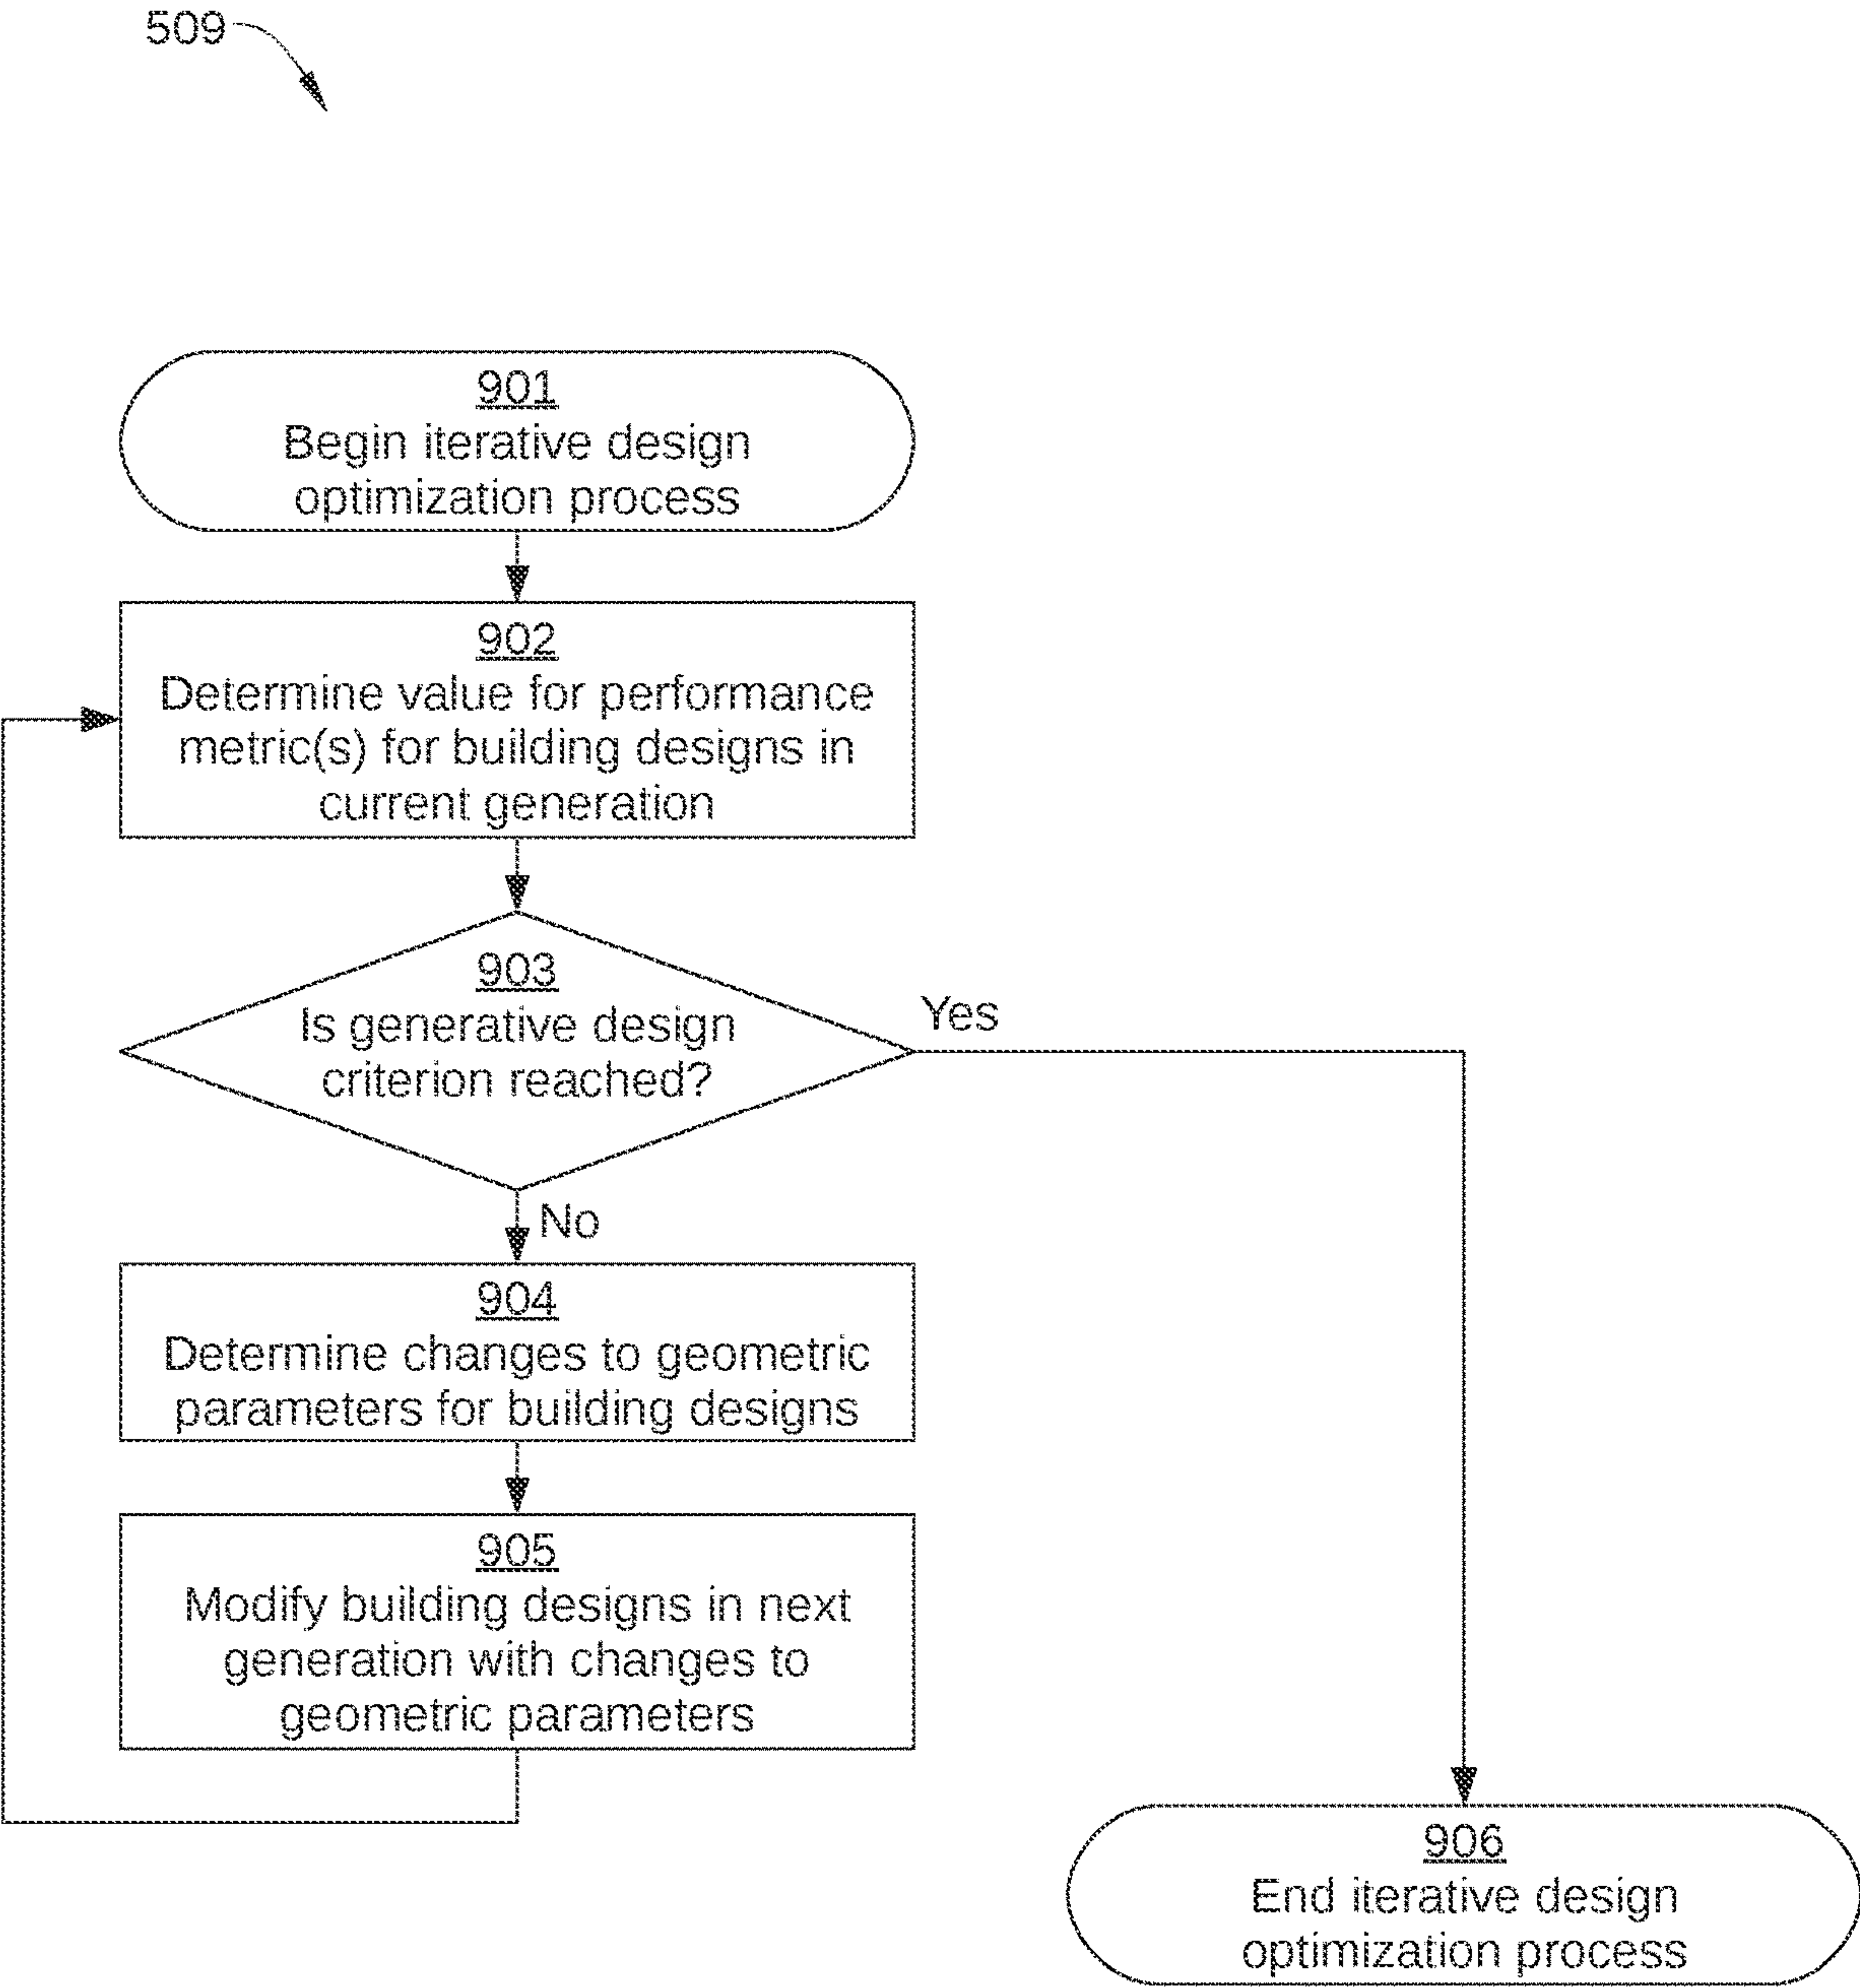 509
901
Begin iterative design
optimization process
902
Determine value for performance
metric(s) for building designs in
current generation
903
Is generative design
criterion reached?
Yes
No
904
Determine changes to geometric
parameters for building designs
905
Modify building designs in next
generation with changes to
geometric parameters
906
End iterative design
optimization process